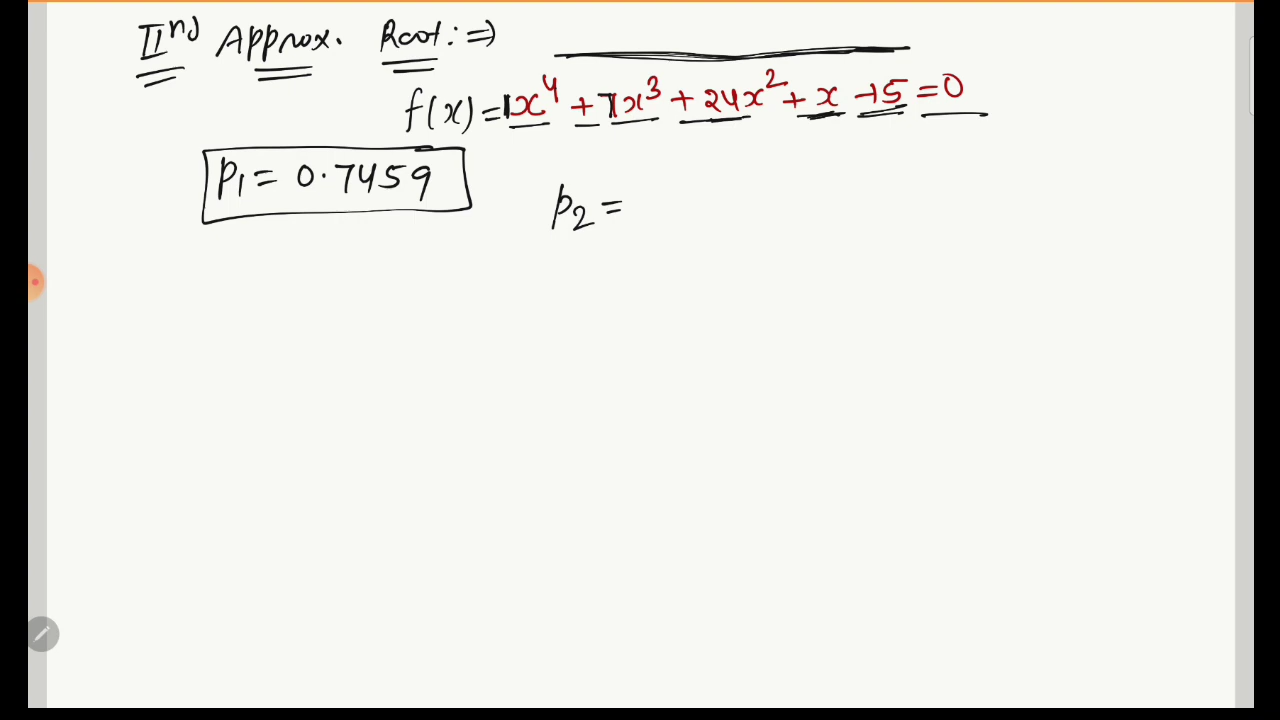 IInd Approx. Root :⇒
f(x) = 1x⁴ + 7x³ + 24x² + x - 15 = 0
p₁ = 0.7459
p₂ =